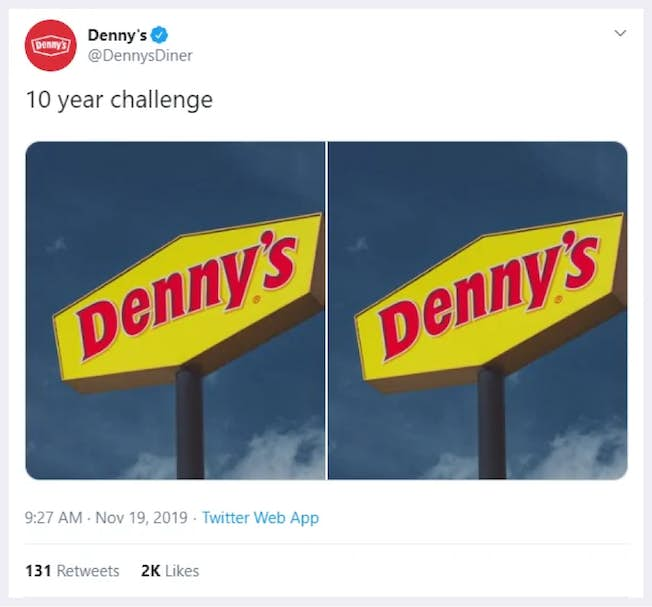 Denny's
Denny's
@DennysDiner
10 year challenge
Denny's
Denny's
9:27 AM · Nov 19, 2019 · Twitter Web App
131 Retweets 2K Likes